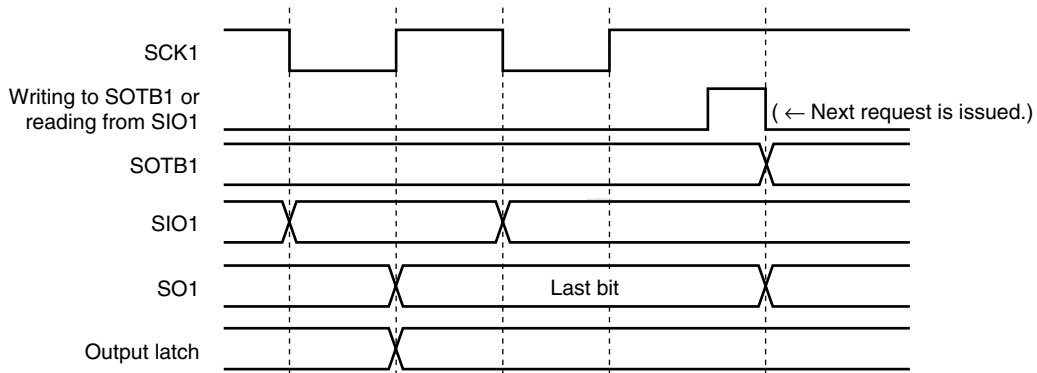 SCK1
Writing to SOTB1 or
reading from SIO1
( ← Next request is issued.)
SOTB1
SIO1
SO1
Last bit
Output latch